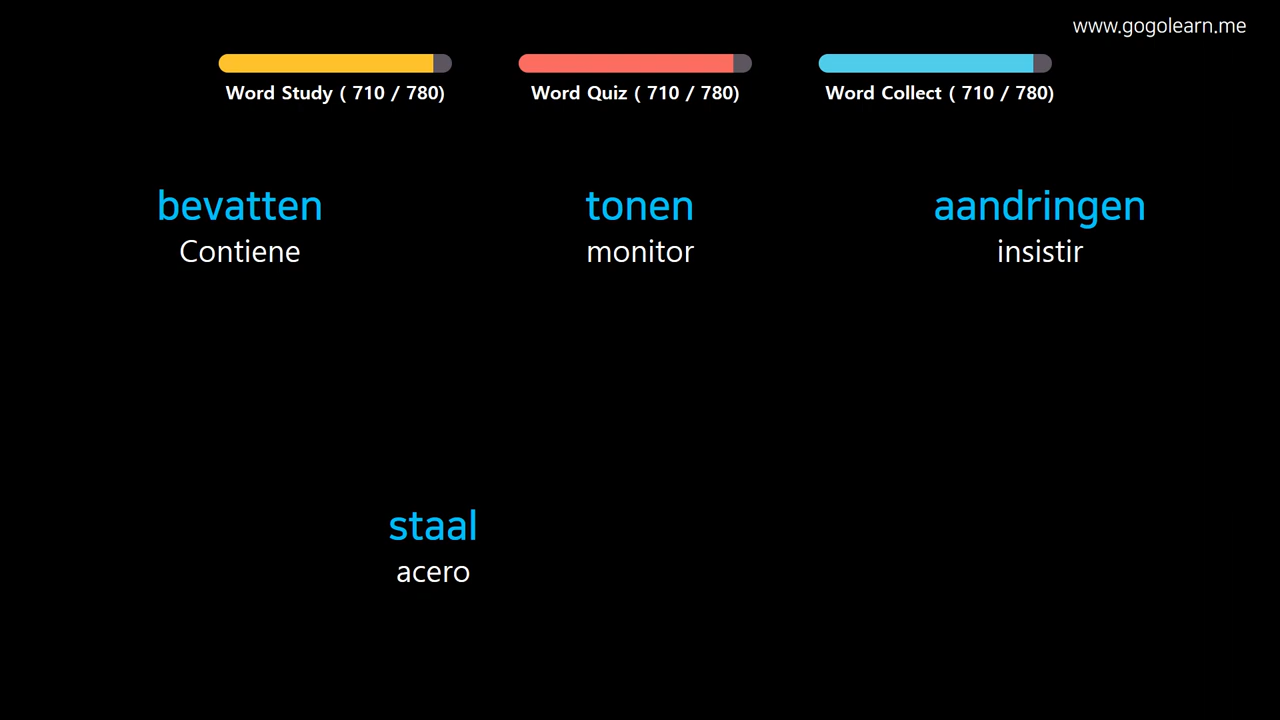 www.gogolearn.me
Word Study ( 710 / 780)
Word Quiz ( 710 / 780)
Word Collect ( 710 / 780)
bevatten
Contiene
tonen
monitor
aandringen
insistir
staal
acero